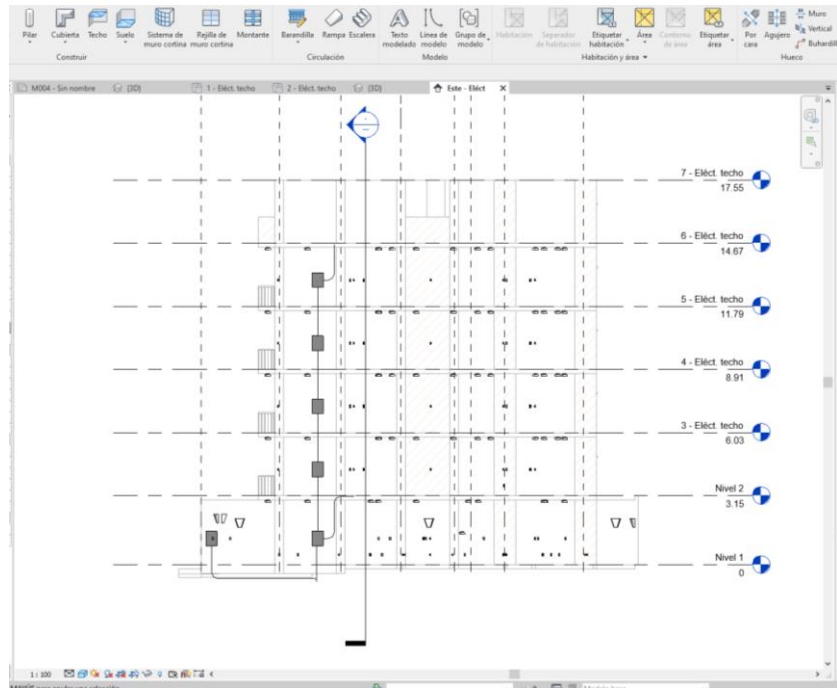 Pilar Cubierta Techo Suelo Sistema de muro cortina Rejilla de muro cortina Montante Barandilla Rampa Escalera Texto modelado Línea de modelo Grupo de modelo Habitación Separador de habitación Etiquetar habitación Área Contorno de área Etiquetar área Por cara Agujero Muro
Vertical
Buhardill
Construir Circulación Modelo Habitación y área Hueco
M004 - Sin nombre {3D} 1 - Eléct. techo 2 - Eléct. techo {3D} Este - Eléct
7 - Eléct. techo
17.55
6 - Eléct. techo
14.67
5 - Eléct. techo
11.79
4 - Eléct. techo
8.91
3 - Eléct. techo
6.03
Nivel 2
3.15
Nivel 1
0
1 : 100